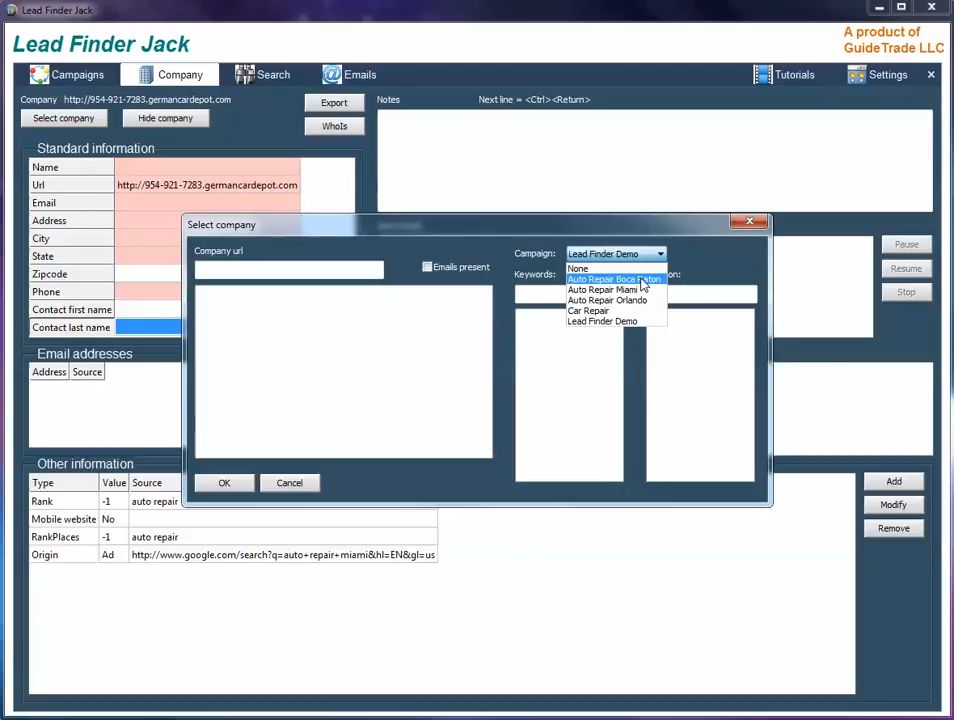 Lead Finder Jack
Lead Finder Jack
A product of
GuideTrade LLC
Campaigns
Company
Search
Emails
Tutorials
Settings
Company http://954-921-7283.germancardepot.com
Export
Notes
Next line = <Ctrl><Return>
Select company
Hide company
WhoIs
Standard information
Name
Url http://954-921-7283.germancardepot.com
Email
Address
City
State
Zipcode
Phone
Contact first name
Contact last name
Select company
Company url
Emails present
Campaign: Lead Finder Demo
Keywords:
on:
None
Auto Repair Boca Raton
Auto Repair Miami
Auto Repair Orlando
Car Repair
Lead Finder Demo
OK
Cancel
Pause
Resume
Stop
Email addresses
Address Source
Other information
Type Value Source
Rank -1 auto repair
Mobile website No
RankPlaces -1 auto repair
Origin Ad http://www.google.com/search?q=auto+repair+miami&hl=EN&gl=us
Add
Modify
Remove